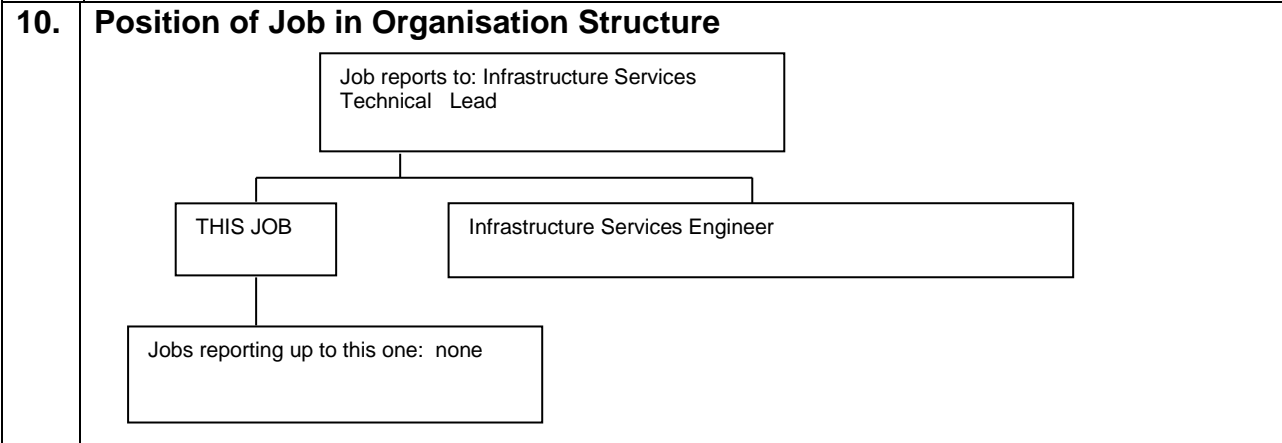 10. Position of Job in Organisation Structure
Job reports to: Infrastructure Services
Technical Lead
THIS JOB
Infrastructure Services Engineer
Jobs reporting up to this one: none